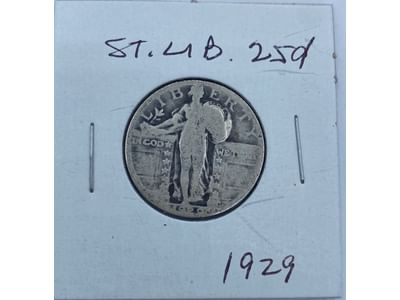 ST. LIB. 25¢
LIBERTY
IN GOD WE TRUST
1929